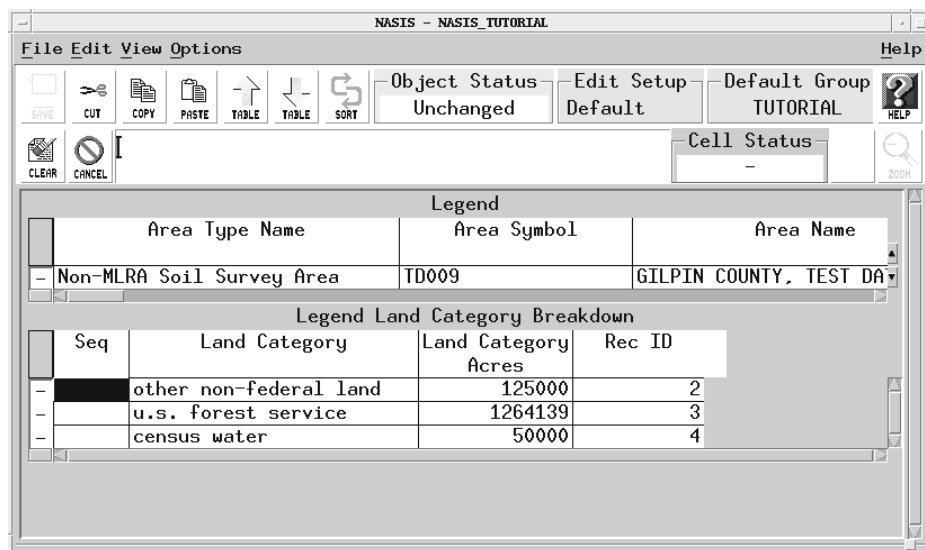 NASIS - NASIS_TUTORIAL
File Edit View Options Help
Object Status Edit Setup Default Group
SAVE CUT COPY PASTE TABLE TABLE SORT Unchanged Default TUTORIAL HELP
Cell Status
CLEAR CANCEL - ZOOM
Legend
Area Type Name Area Symbol Area Name
- Non-MLRA Soil Survey Area TD009 GILPIN COUNTY, TEST DA
Legend Land Category Breakdown
Seq Land Category Land Category Acres Rec ID
- other non-federal land 125000 2
- u.s. forest service 1264139 3
- census water 50000 4